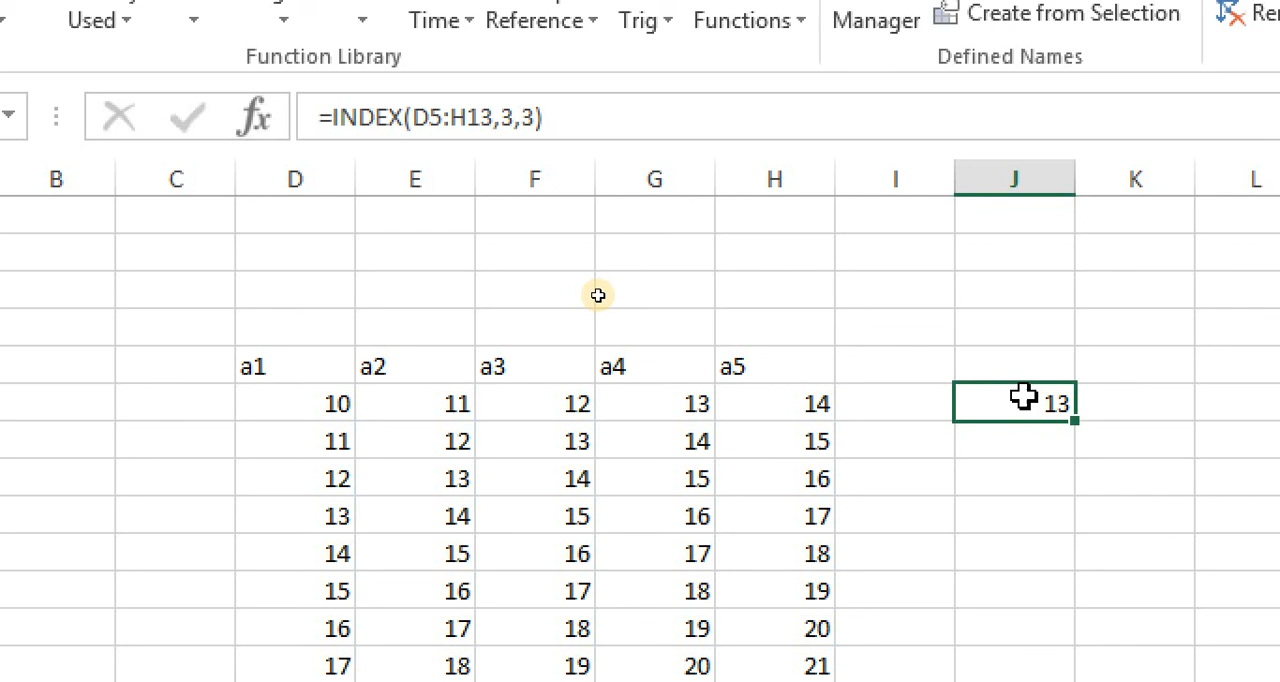 Used Time Reference Trig Functions Manager Create from Selection
Function Library Defined Names
fx =INDEX(D5:H13,3,3)
B C D E F G H I J K L
a1 a2 a3 a4 a5
10 11 12 13 14 13
11 12 13 14 15
12 13 14 15 16
13 14 15 16 17
14 15 16 17 18
15 16 17 18 19
16 17 18 19 20
17 18 19 20 21